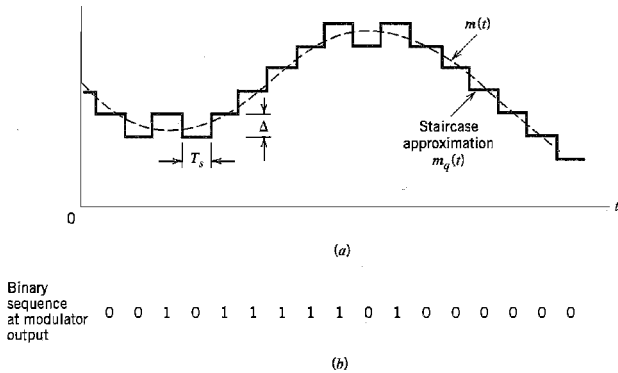 m(t)
Δ
Staircase
approximation
m_q(t)
T_s
0
t
(a)
Binary
sequence
at modulator
output
0 0 1 0 1 1 1 1 1 0 1 0 0 0 0 0 0
(b)